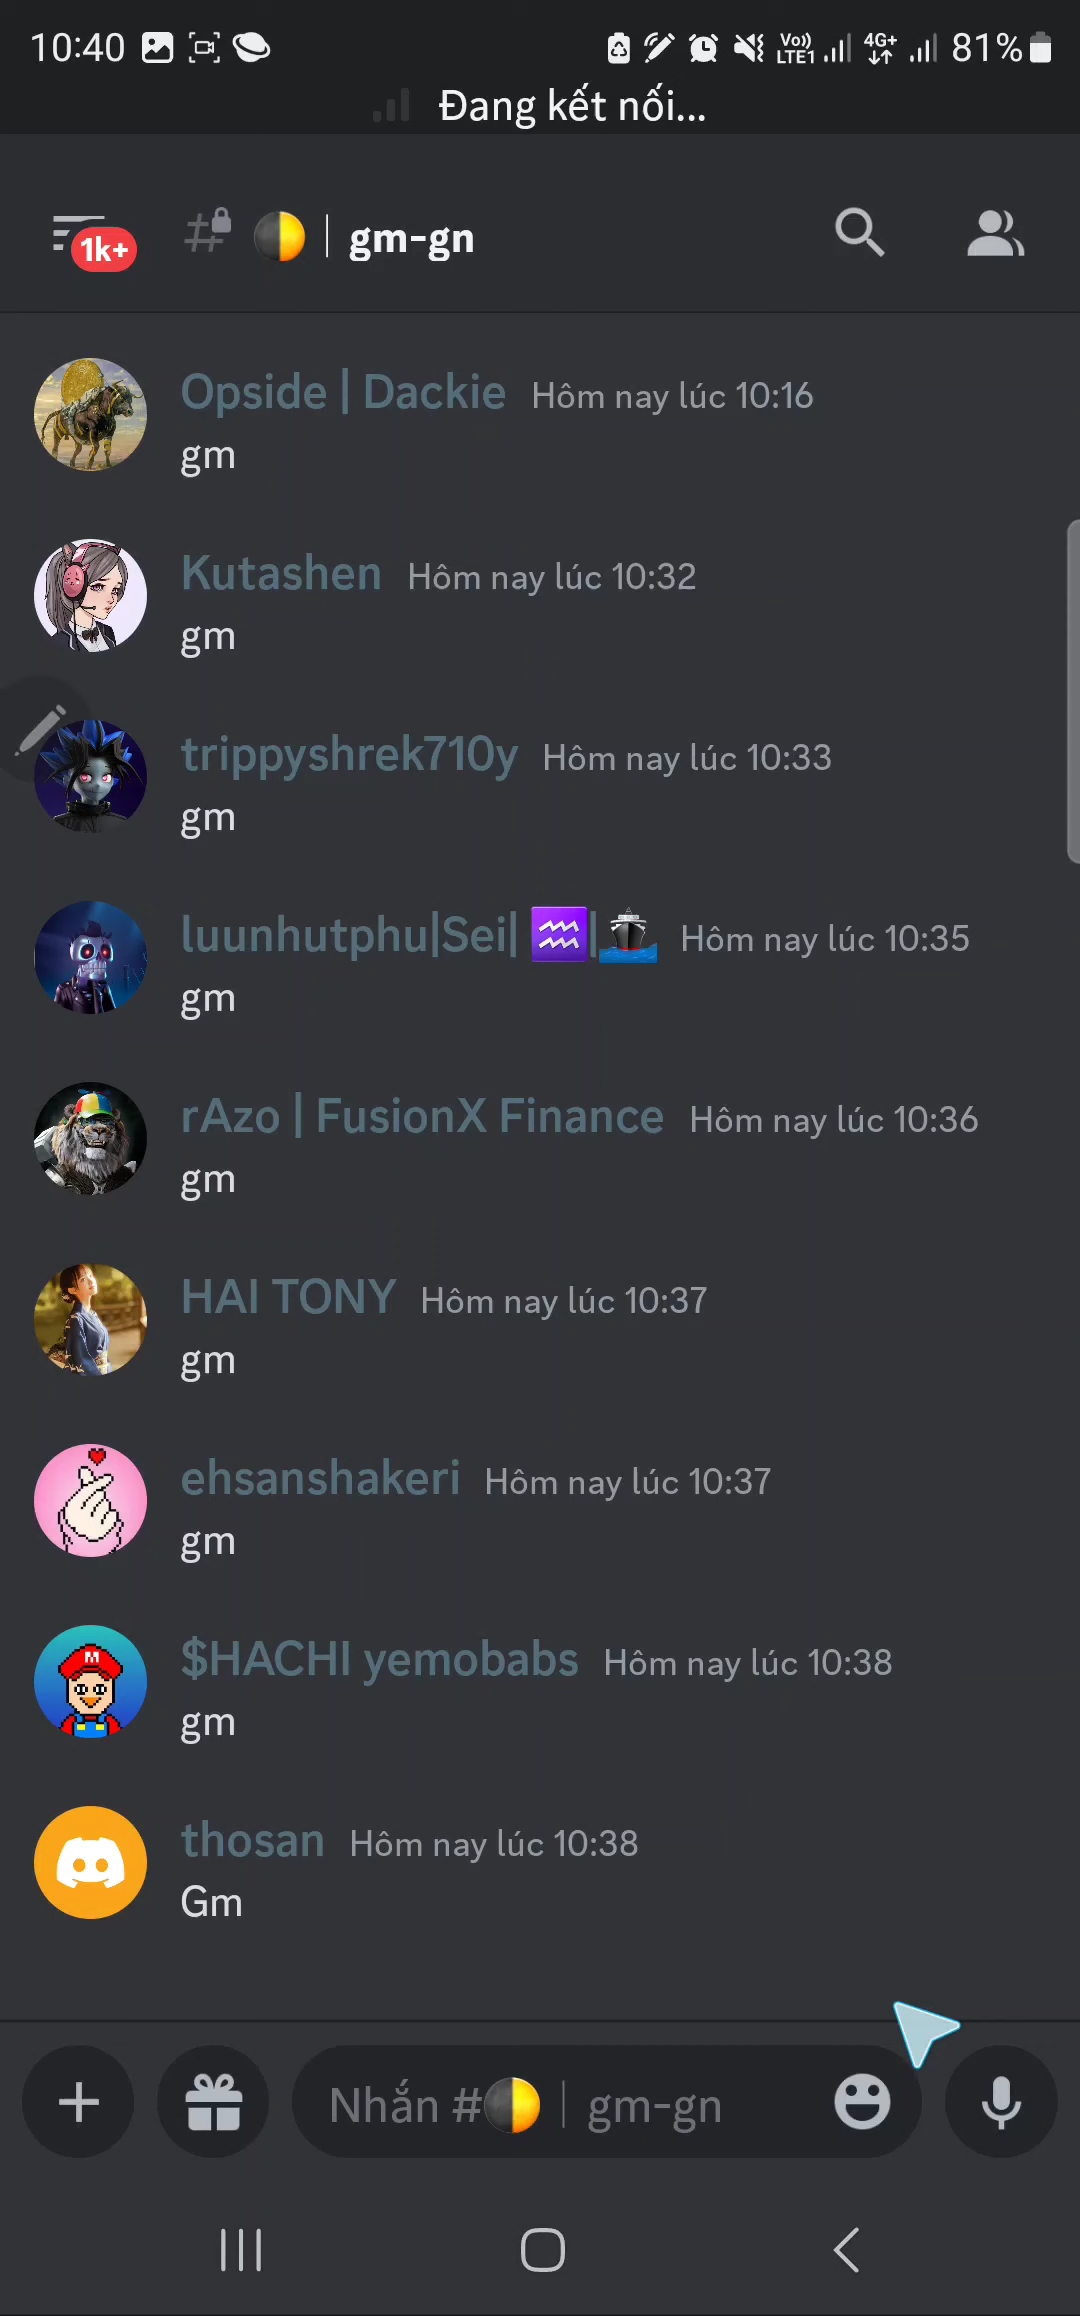 10:40 Vo)) LTE1 4G+ 81%
Đang kết nối...
1k+ # 🌓 | gm-gn
Opside | Dackie Hôm nay lúc 10:16
gm
Kutashen Hôm nay lúc 10:32
gm
trippyshrek710y Hôm nay lúc 10:33
gm
luunhutphu|Sei| ♒|🚢 Hôm nay lúc 10:35
gm
rAzo | FusionX Finance Hôm nay lúc 10:36
gm
HAI TONY Hôm nay lúc 10:37
gm
ehsanshakeri Hôm nay lúc 10:37
gm
$HACHI yemobabs Hôm nay lúc 10:38
gm
thosan Hôm nay lúc 10:38
Gm
Nhắn #🌓 | gm-gn